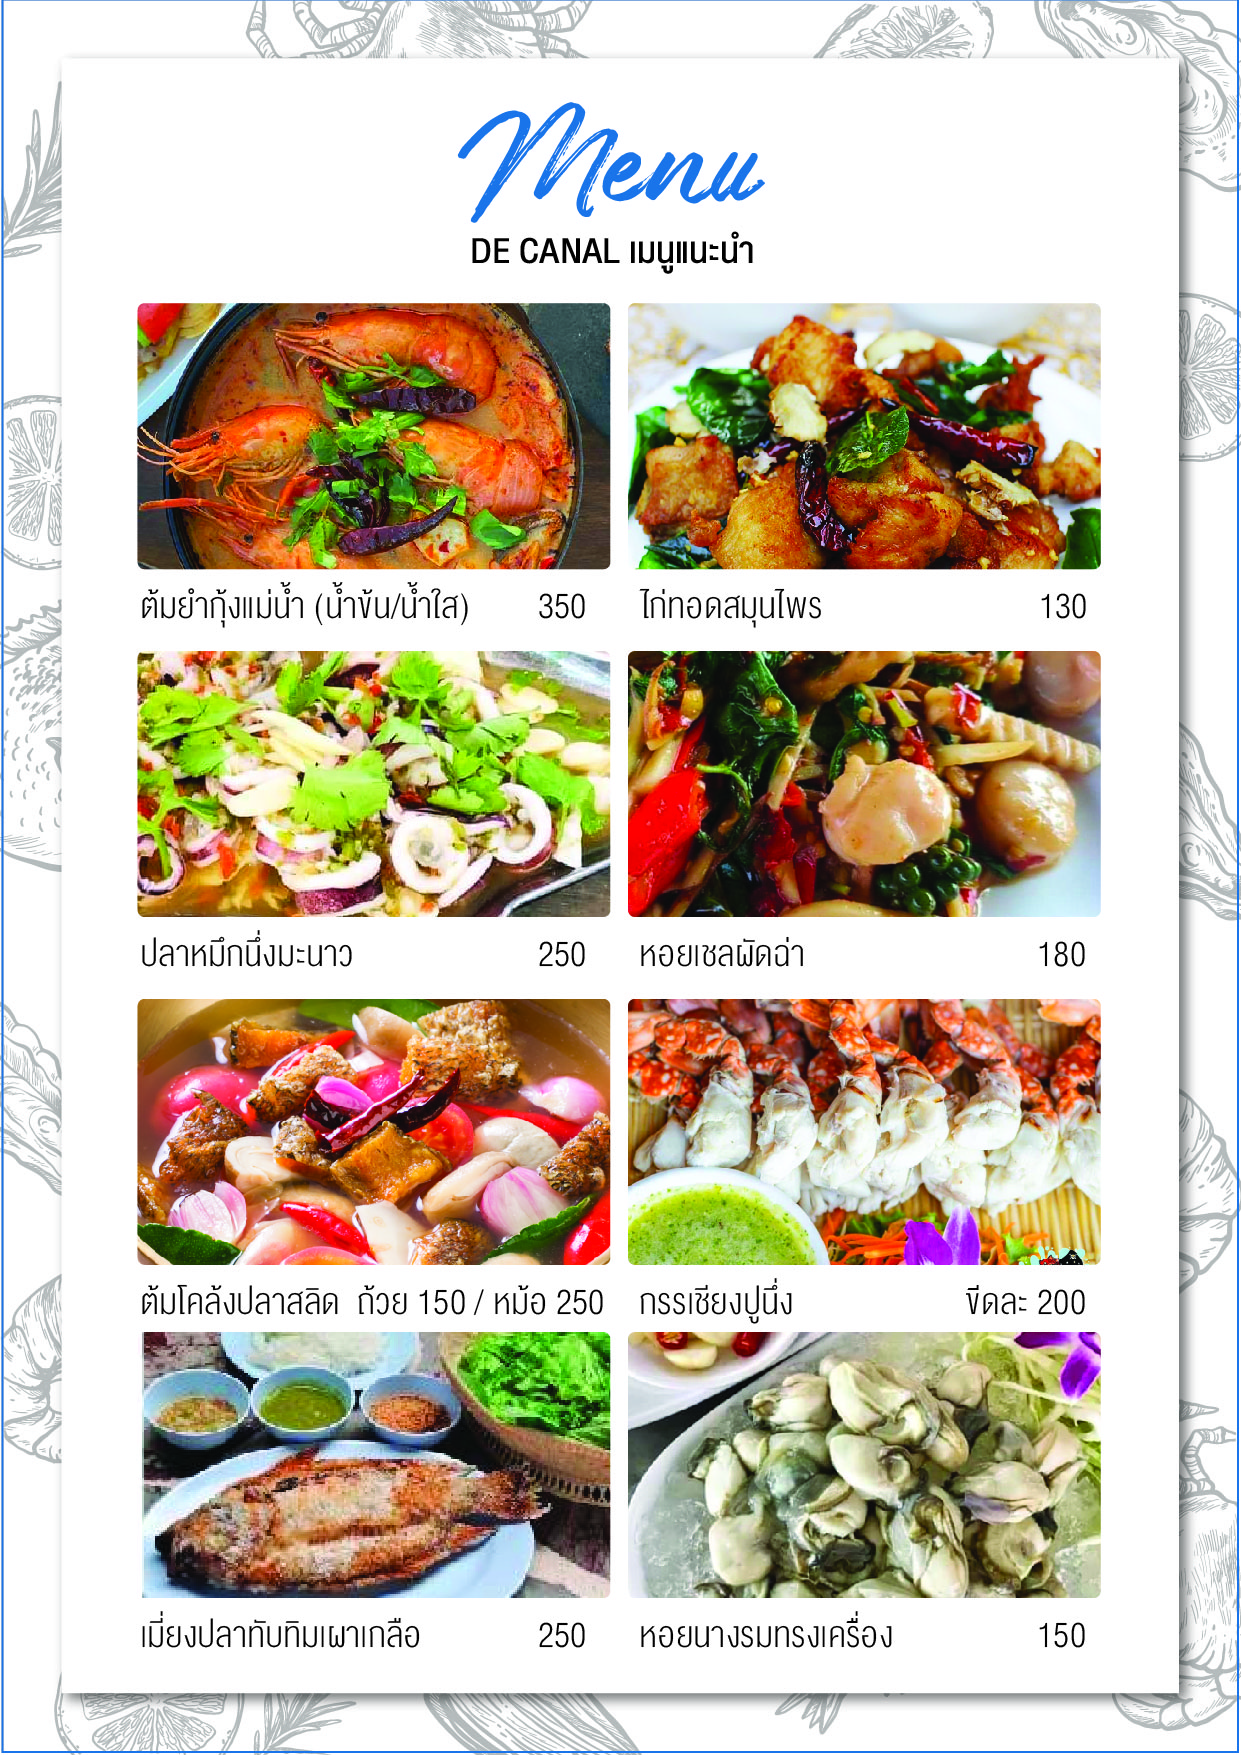 Menu
DE CANAL เมนูแนะนำ
ต้มยำกุ้งแม่น้ำ (น้ำข้น/น้ำใส) 350
ไก่ทอดสมุนไพร 130
ปลาหมึกนึ่งมะนาว 250
หอยเชลผัดฉ่า 180
ต้มโคล้งปลาสลิด ถ้วย 150 / หม้อ 250
กรรเชียงปูนึ่ง ขีดละ 200
เมี่ยงปลาทับทิมเผาเกลือ 250
หอยนางรมทรงเครื่อง 150